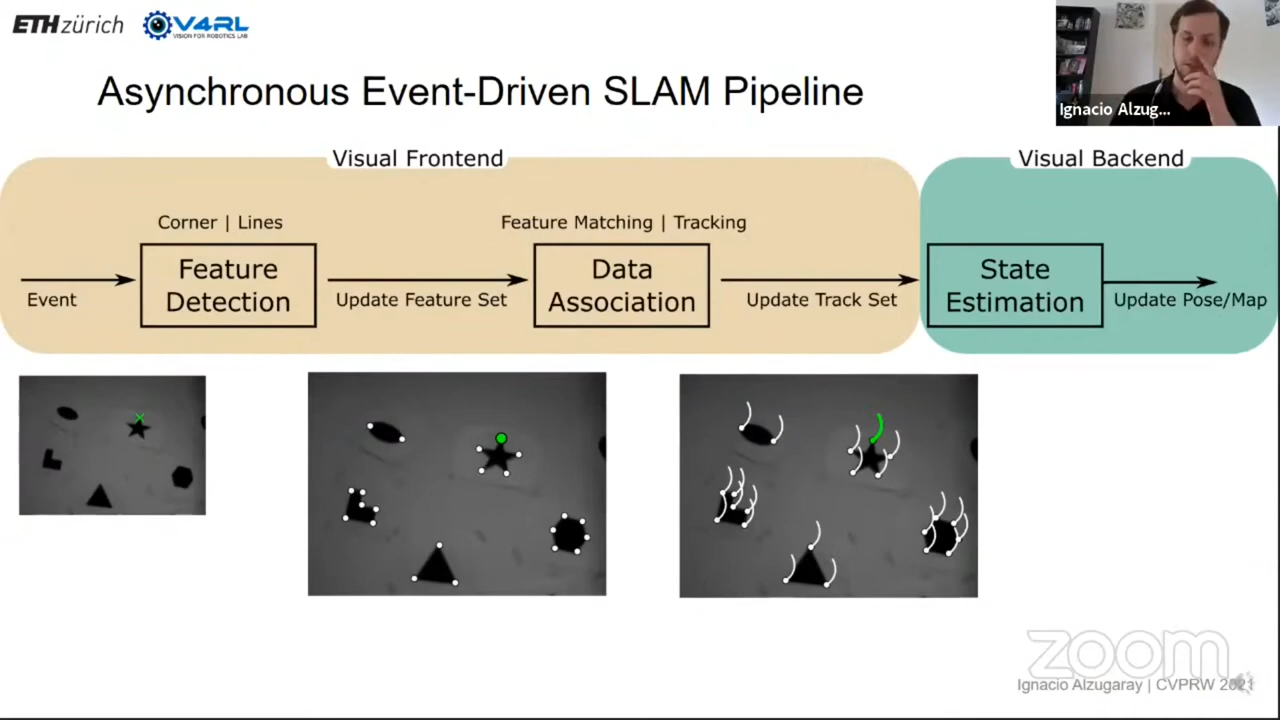 ETH zürich
V4RL
VISION FOR ROBOTICS LAB
Ignacio Alzug...
Asynchronous Event-Driven SLAM Pipeline
Visual Frontend
Visual Backend
Corner | Lines
Feature Matching | Tracking
Event
Feature
Detection
Update Feature Set
Data
Association
Update Track Set
State
Estimation
Update Pose/Map
zoom
Ignacio Alzugaray | CVPRW 2021